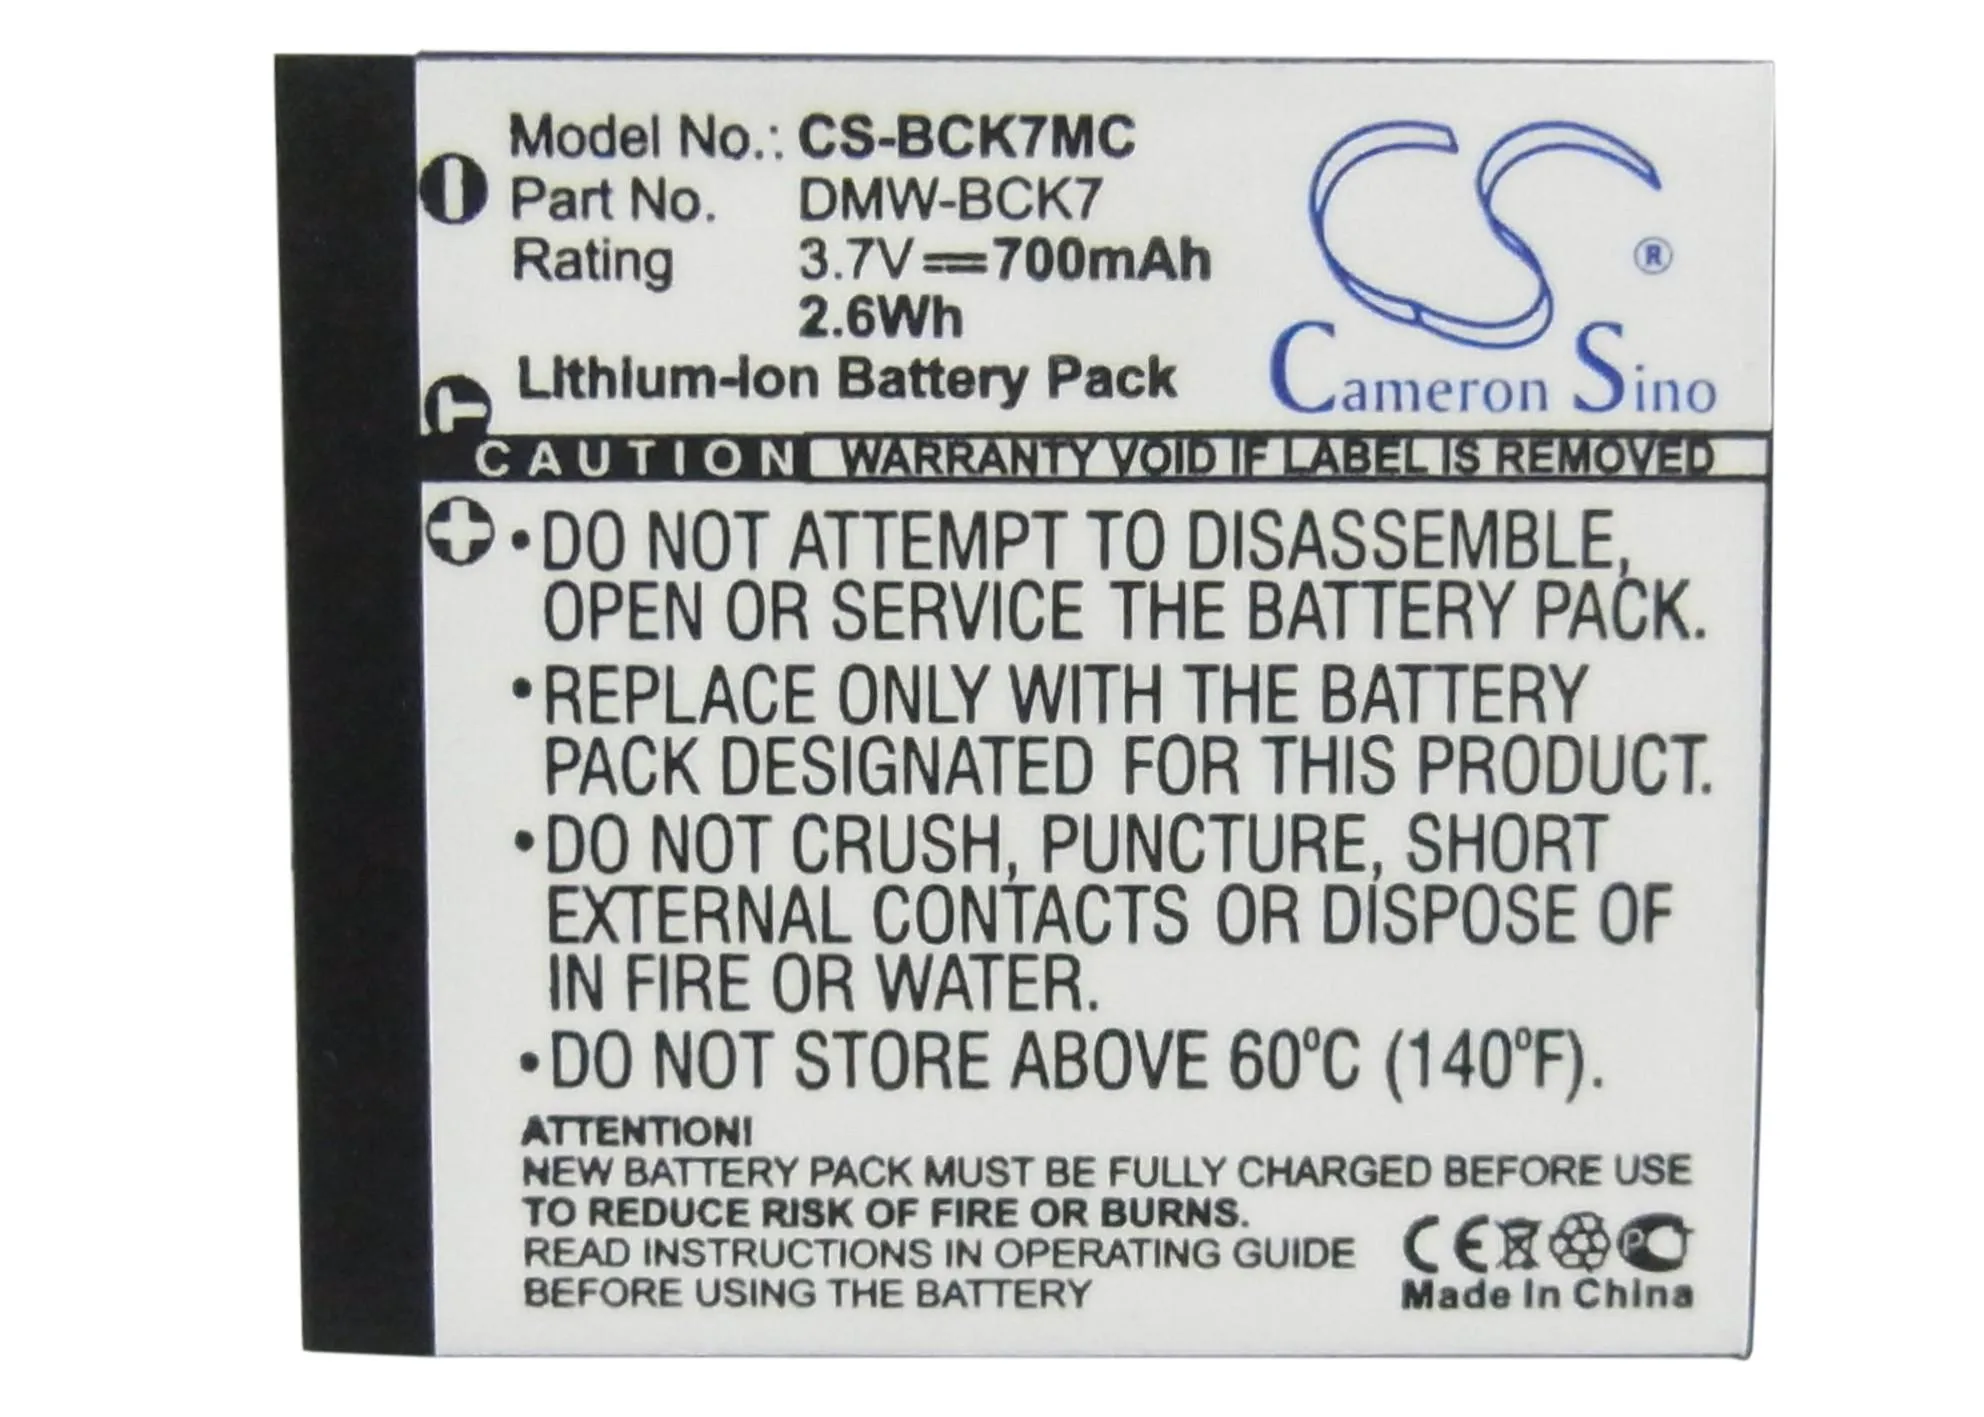 Model No.: CS-BCK7MC
Part No. DMW-BCK7
Rating 3.7V⎓700mAh
2.6Wh
Lithium-Ion Battery Pack
CS ®
Cameron Sino
T
CAUTION WARRANTY VOID IF LABEL IS REMOVED
• DO NOT ATTEMPT TO DISASSEMBLE,
OPEN OR SERVICE THE BATTERY PACK.
• REPLACE ONLY WITH THE BATTERY
PACK DESIGNATED FOR THIS PRODUCT.
• DO NOT CRUSH, PUNCTURE, SHORT
EXTERNAL CONTACTS OR DISPOSE OF
IN FIRE OR WATER.
• DO NOT STORE ABOVE 60ºC (140ºF).
ATTENTION!
NEW BATTERY PACK MUST BE FULLY CHARGED BEFORE USE
TO REDUCE RISK OF FIRE OR BURNS.
READ INSTRUCTIONS IN OPERATING GUIDE
BEFORE USING THE BATTERY
CE PC
Made In China